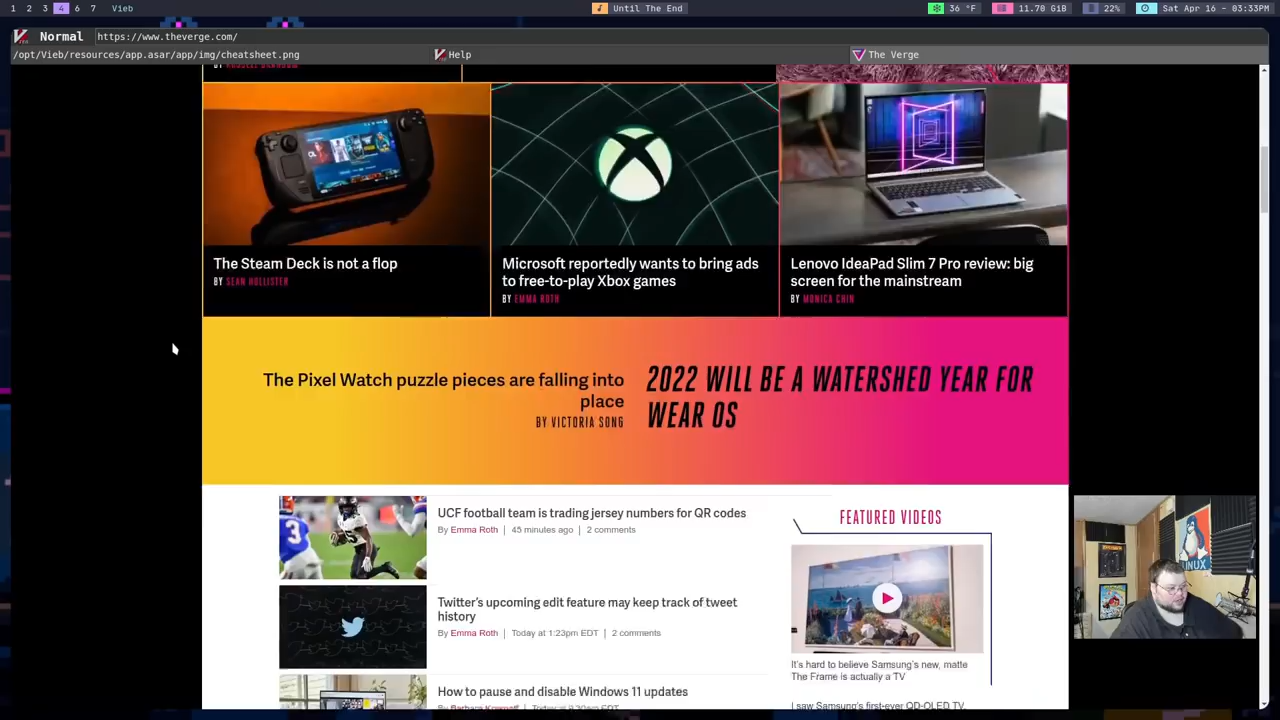 1 2 3 4 6 7 Vieb
Until The End
36 °F
11.70 GiB
22%
Sat Apr 16 - 03:33PM
Normal https://www.theverge.com/
/opt/Vieb/resources/app.asar/app/img/cheatsheet.png
Help
The Verge
The Steam Deck is not a flop
BY SEAN HOLLISTER
Microsoft reportedly wants to bring ads
to free-to-play Xbox games
BY EMMA ROTH
Lenovo IdeaPad Slim 7 Pro review: big
screen for the mainstream
BY MONICA CHIN
The Pixel Watch puzzle pieces are falling into
place
BY VICTORIA SONG
2022 WILL BE A WATERSHED YEAR FOR
WEAR OS
UCF football team is trading jersey numbers for QR codes
By Emma Roth | 45 minutes ago | 2 comments
Twitter's upcoming edit feature may keep track of tweet
history
By Emma Roth | Today at 1:23pm EDT | 2 comments
How to pause and disable Windows 11 updates
FEATURED VIDEOS
It's hard to believe Samsung's new, matte
The Frame is actually a TV
I saw Samsung's first-ever QD-OLED TV.